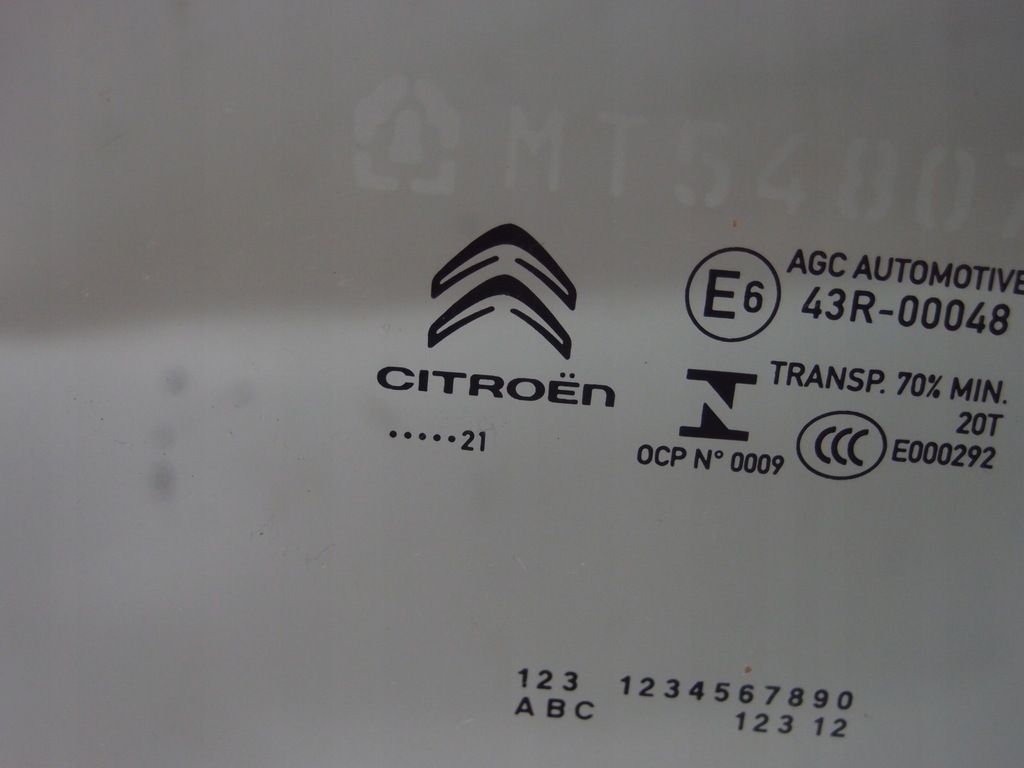 MT54807
CITROËN
•••••21
E6
AGC AUTOMOTIVE
43R-00048
TRANSP. 70% MIN.
20T
OCP N° 0009
CCC
E000292
123 1234567890
ABC 123 12